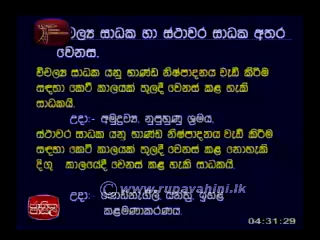 විචල්‍ය සාධක හා ස්ථාවර සාධක අතර
වෙනස.
විචල්‍ය සාධක යනු භාණ්ඩ නිෂ්පාදනය වැඩි කිරීම
සඳහා කෙටි කාලයක් තුලදී වෙනස් කළ හැකි
සාධකයි.
උදා:- අමුද්‍රව්‍ය, නුපුහුණු ශ්‍රමය.
ස්ථාවර සාධක යනු භාණ්ඩ නිෂ්පාදනය වැඩි කිරීම
සඳහා කෙටි කාලයක් තුලදී වෙනස් කළ නොහැකි
දිගු කාලයේදී වෙනස් කළ හැකි සාධකයි.
උදා:- ගොඩනැගිලි, යන්ත්‍ර, ඉහළ
කළමණාකරණය.
©www.rupavahini.lk
04:31:29